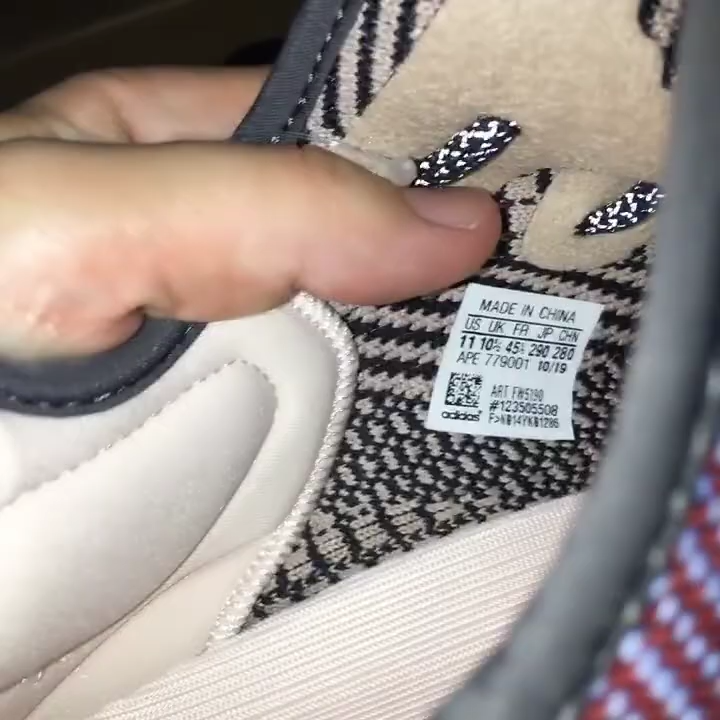 MADE IN CHINA
US UK FR JP CHN
11 10½ 45⅓ 290 280
APE 779001 10/19
ART FW5190
#123505508
adidas F>NB14YKB1286